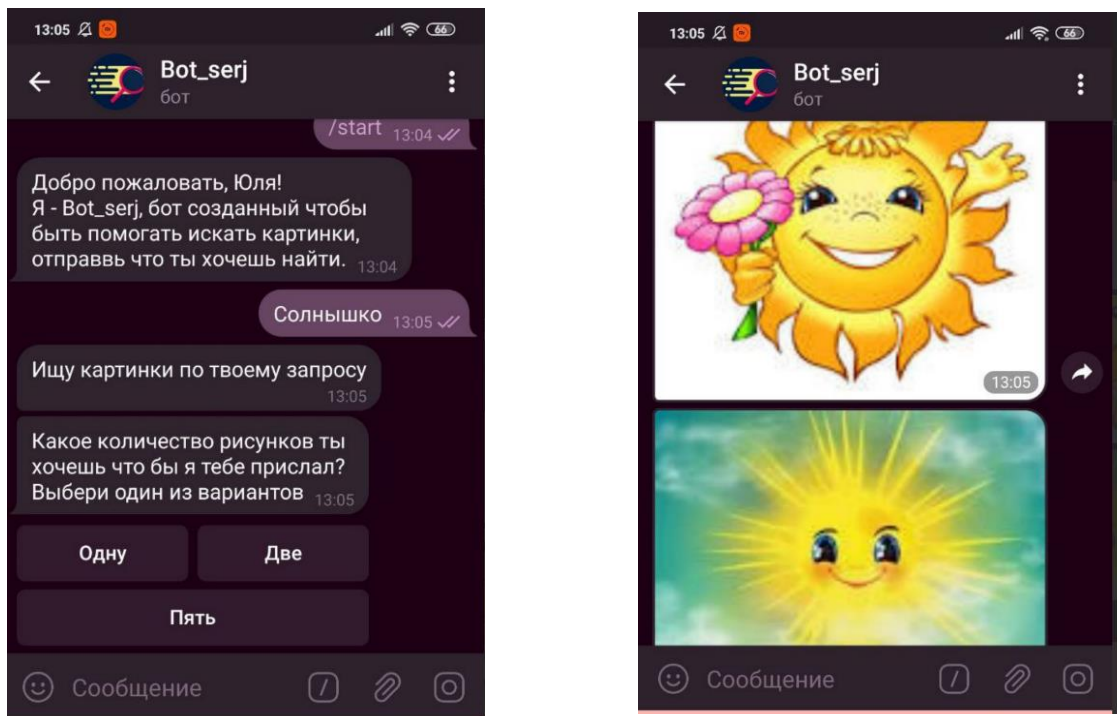 13:05
66
Bot_serj
бот
/start 13:04
Добро пожаловать, Юля!
Я - Bot_serj, бот созданный чтобы
быть помогать искать картинки,
отправвь что ты хочешь найти. 13:04
Солнышко 13:05
Ищу картинки по твоему запросу
13:05
Какое количество рисунков ты
хочешь что бы я тебе прислал?
Выбери один из вариантов 13:05
Одну
Две
Пять
Сообщение
13:05
66
Bot_serj
бот
13:05
Сообщение